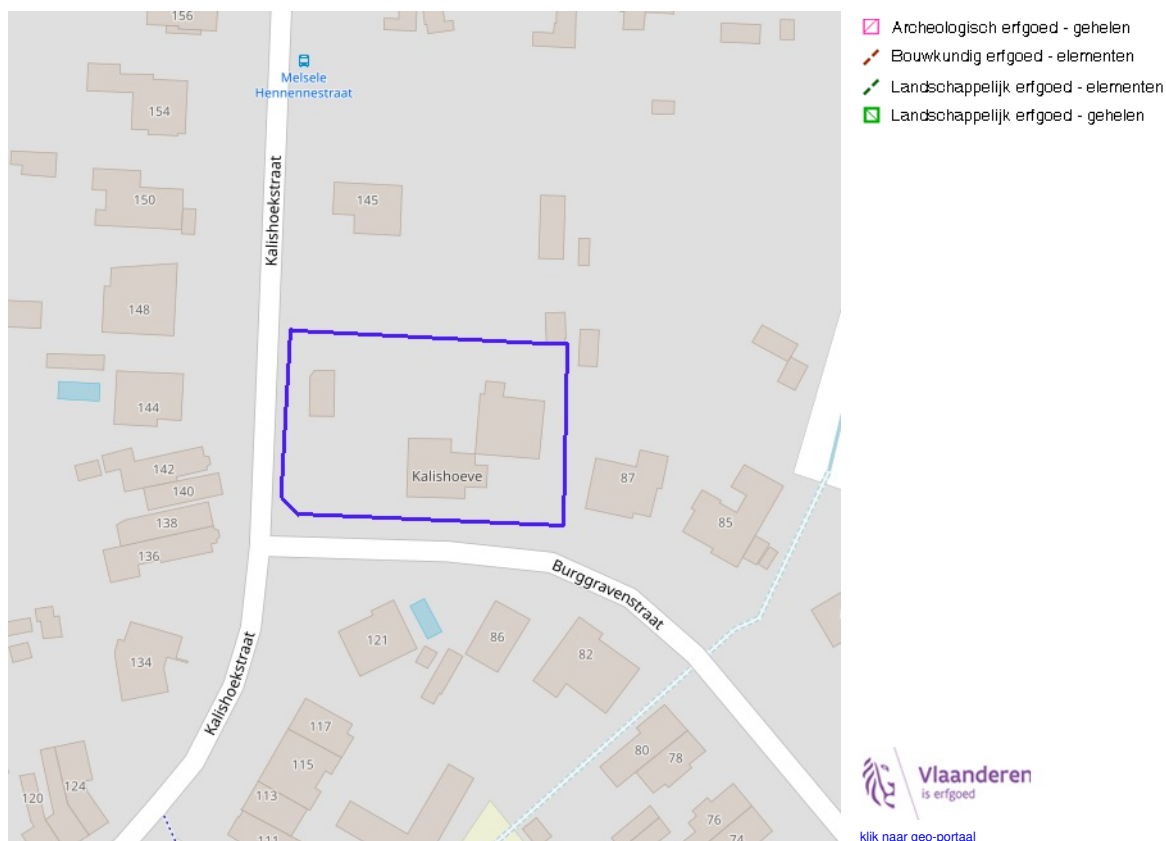 156
Melsele
Hennennestraat
154
Kalishoekstraat
150
145
148
144
142
140
138
136
Kalishoeve
87
85
Burggravenstraat
121
86
82
134
Kalishoekstraat
117
115
113
111
80
78
76
74
124
120
Archeologisch erfgoed - gehelen
Bouwkundig erfgoed - elementen
Landschappelijk erfgoed - elementen
Landschappelijk erfgoed - gehelen
Vlaanderen
is erfgoed
klik naar geo-portaal